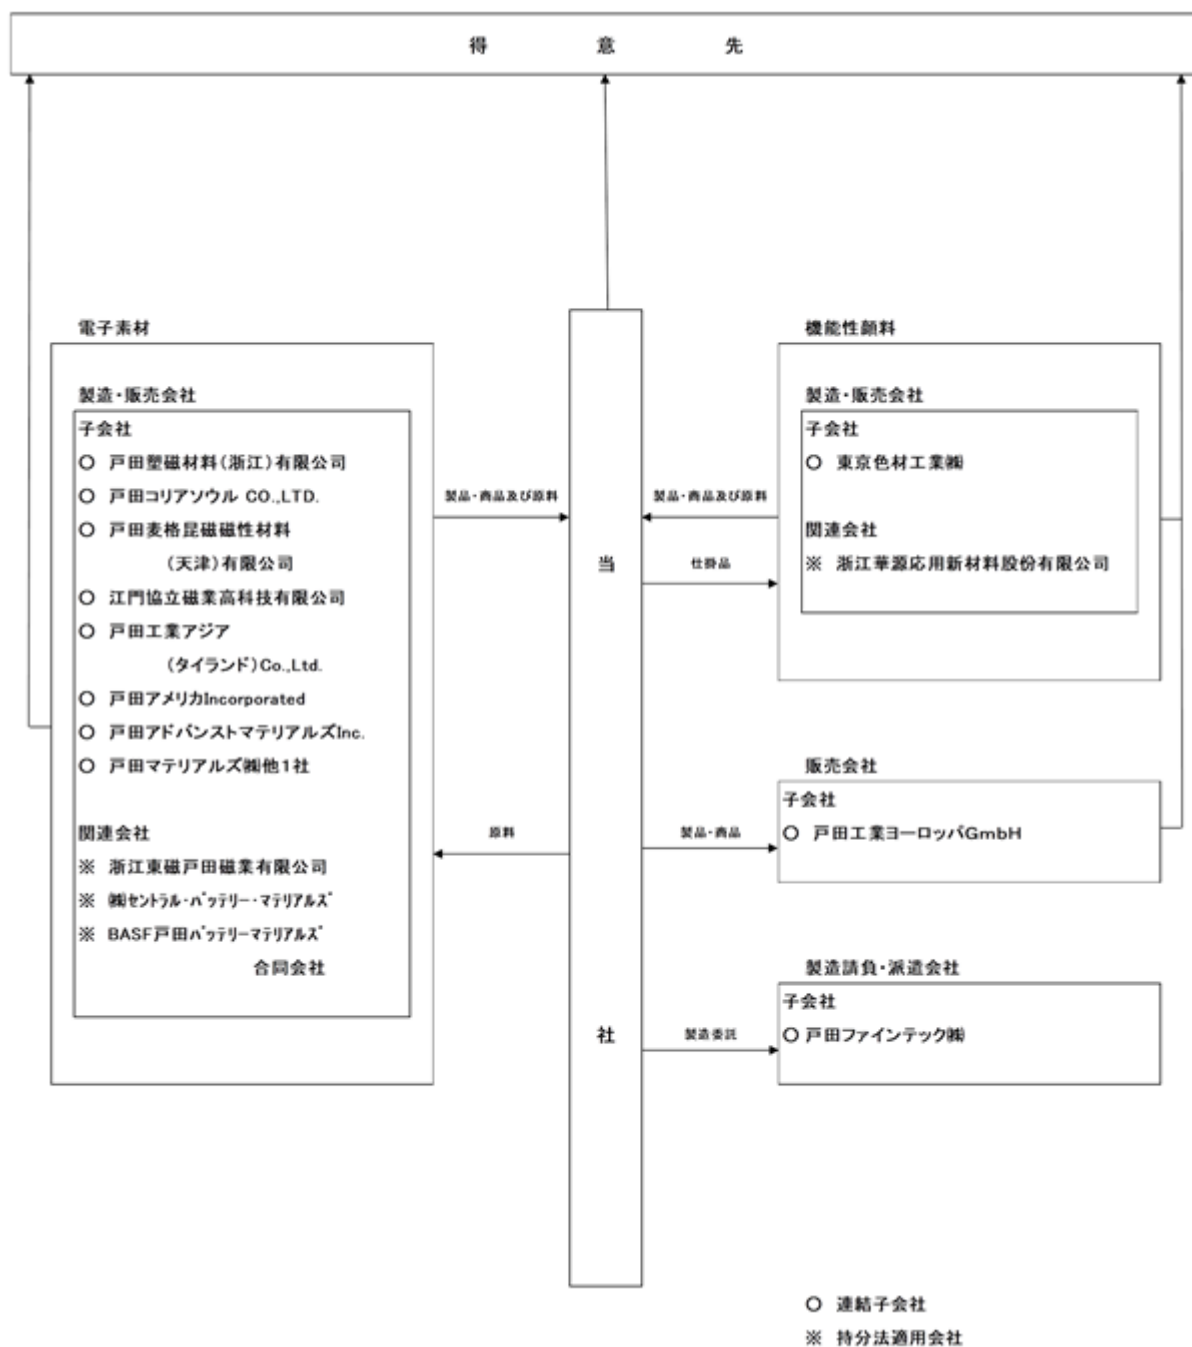 得意先
電子素材
製造・販売会社
子会社
○ 戸田塑磁材料(浙江)有限公司
○ 戸田コリアソウル CO.,LTD.
○ 戸田麦格昆磁磁性材料
(天津)有限公司
○ 江門協立磁業高科技有限公司
○ 戸田工業アジア
(タイランド)Co.,Ltd.
○ 戸田アメリカIncorporated
○ 戸田アドバンストマテリアルズInc.
○ 戸田マテリアルズ㈱他1社
関連会社
※ 浙江東磁戸田磁業有限公司
※ ㈱セントラル・バッテリー・マテリアルズ
※ BASF戸田バッテリーマテリアルズ
合同会社
製品・商品及び原料
原料
当社
製品・商品及び原料
仕掛品
製品・商品
製造委託
機能性顔料
製造・販売会社
子会社
○ 東京色材工業㈱
関連会社
※ 浙江華源応用新材料股份有限公司
販売会社
子会社
○ 戸田工業ヨーロッパGmbH
製造請負・派遣会社
子会社
○ 戸田ファインテック㈱
○ 連結子会社
※ 持分法適用会社